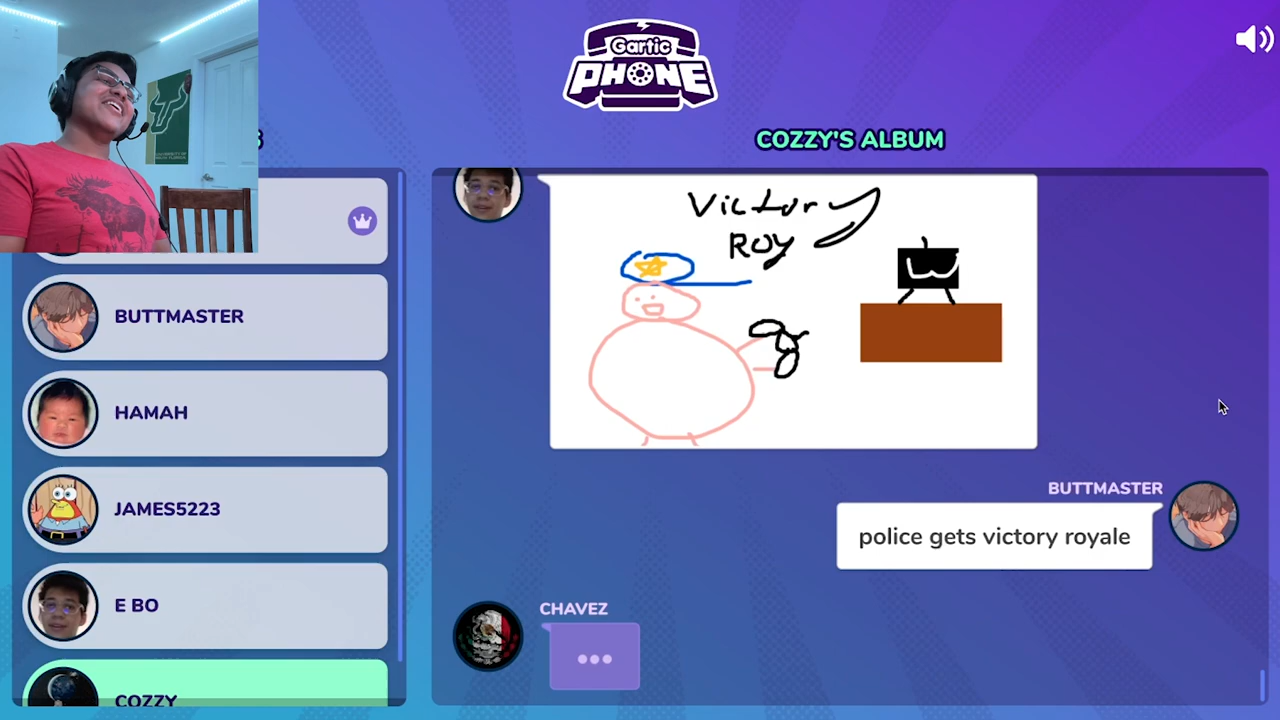 Gartic
PHONE
COZZY'S ALBUM
Victory
ROY
BUTTMASTER
HAMAH
JAMES5223
E BO
COZZY
BUTTMASTER
police gets victory royale
CHAVEZ